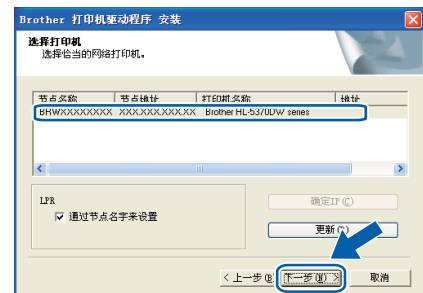 Brother 打印机驱动程序 安装
选择打印机
选择恰当的网络打印机。
节点名称 节点地址 打印机名称 地址
BRWXXXXXXXX XXX.XXX.XXX.XX Brother HL-5370DW series
LPR
通过节点名字来设置
确定IP(C)
更新
<上一步(B) 下一步(N)> 取消